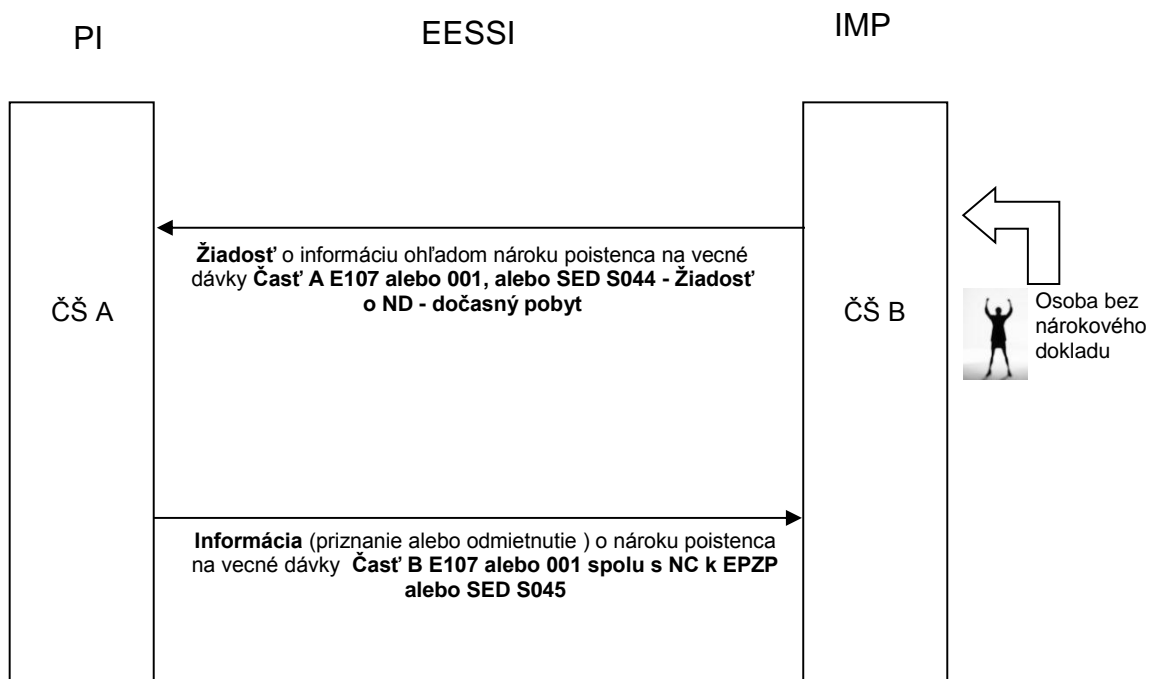 PI
EESSI
IMP
Žiadosť o informáciu ohľadom nároku poistenca na vecné
dávky Časť A E107 alebo 001, alebo SED S044 - Žiadosť
o ND - dočasný pobyt
ČŠ A
ČŠ B
Osoba bez
nárokového
dokladu
Informácia (priznanie alebo odmietnutie ) o nároku poistenca
na vecné dávky Časť B E107 alebo 001 spolu s NC k EPZP
alebo SED S045